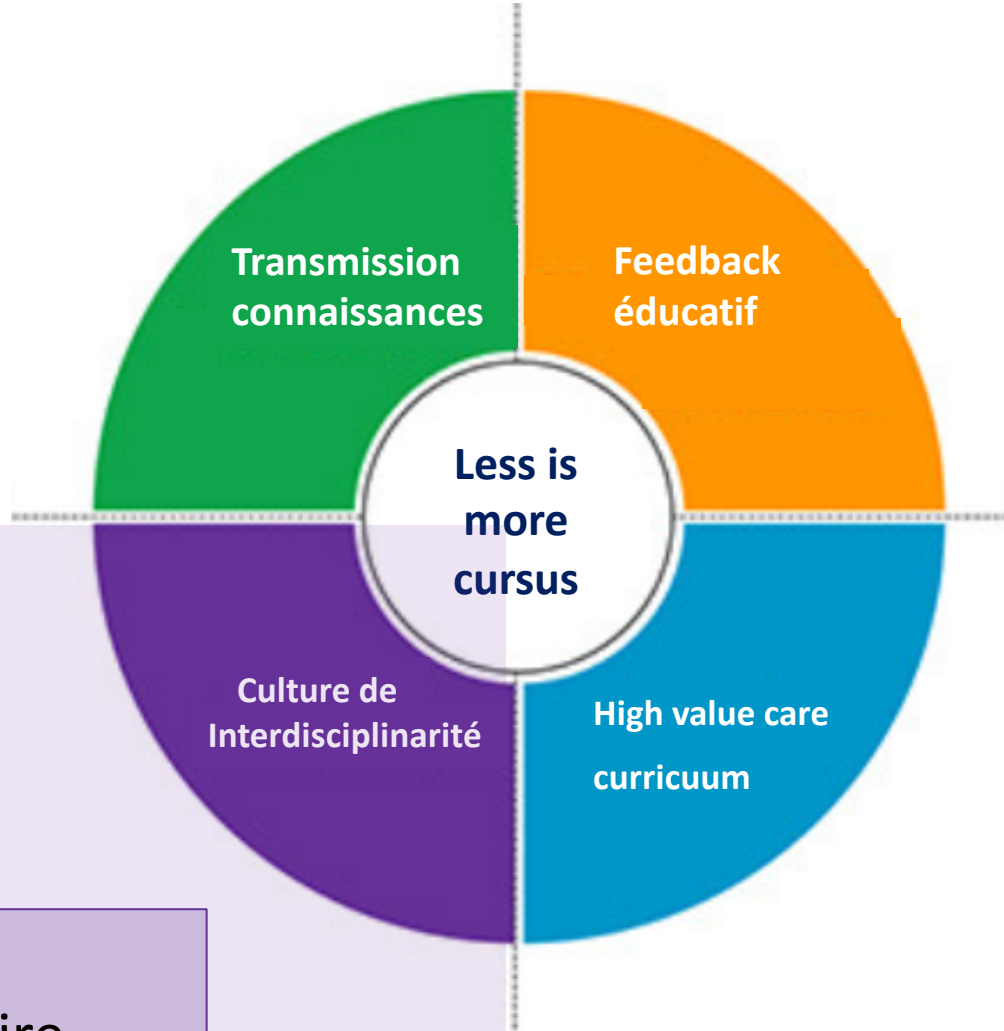 Transmission
connaissances
Feedback
éducatif
Less is
more
cursus
Culture de
Interdisciplinarité
High value care
curricuum